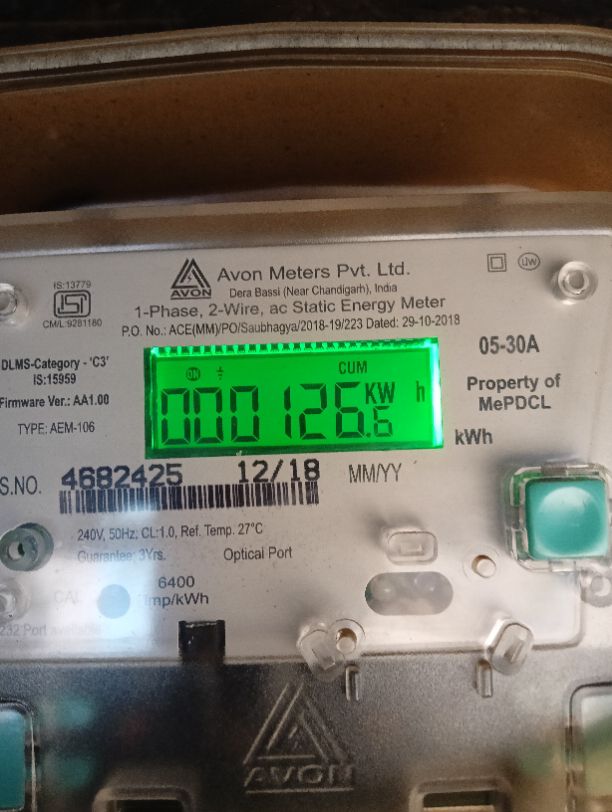 IS:13779
CM/L:9281180
AVON
Avon Meters Pvt. Ltd.
Dera Bassi (Near Chandigarh), India
1-Phase, 2-Wire, ac Static Energy Meter
P.O. No.: ACE(MM)/PO/Saubhagya/2018-19/223 Dated: 29-10-2018
DLMS-Category - 'C3'
IS:15959
Firmware Ver.: AA1.00
TYPE: AEM-106
ON
CUM
000126.6
KW h
05-30A
Property of
MePDCL
kWh
S.NO. 4682425 12/18 MM/YY
240V, 50Hz; CL:1.0, Ref. Temp. 27°C
Guarantee: 3Yrs. Optical Port
CAL 6400
Imp/kWh
AVON